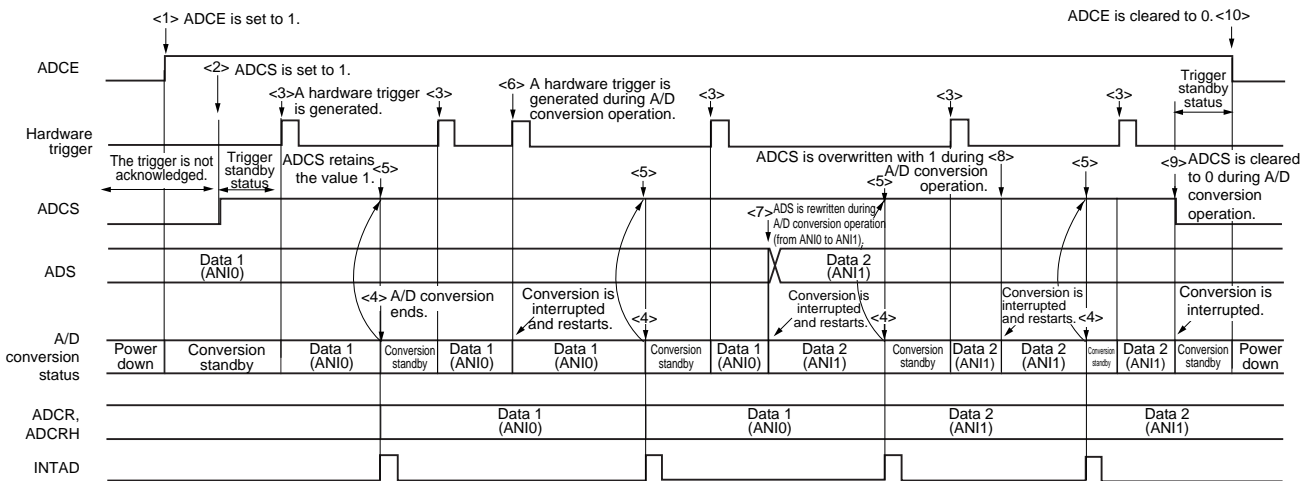 <1> ADCE is set to 1.
ADCE is cleared to 0. <10>
ADCE
<2> ADCS is set to 1.
<3> A hardware trigger
is generated.
<3>
<6> A hardware trigger is
generated during A/D
conversion operation.
<3>
<3>
<3>
Trigger
standby
status
Hardware
trigger
The trigger is not
acknowledged.
Trigger
standby
status
ADCS retains
the value 1.
<5>
<5>
ADCS is overwritten with 1 during
A/D conversion
operation.
<8>
<5>
<5>
<9> ADCS is cleared
to 0 during A/D
conversion
operation.
ADCS
<7> ADS is rewritten during
A/D conversion operation
(from ANI0 to ANI1).
ADS
Data 1
(ANI0)
Data 2
(ANI1)
<4> A/D conversion
ends.
Conversion is
interrupted
and restarts.
<4>
Conversion is
interrupted
and restarts.
<4>
Conversion is
interrupted
and restarts.
<4>
Conversion is
interrupted.
A/D
conversion
status
Power
down
Conversion
standby
Data 1
(ANI0)
Conversion
standby
Data 1
(ANI0)
Data 1
(ANI0)
Conversion
standby
Data 1
(ANI0)
Data 2
(ANI1)
Conversion
standby
Data 2
(ANI1)
Data 2
(ANI1)
Conversion
standby
Data 2
(ANI1)
Conversion
standby
Power
down
ADCR,
ADCRH
Data 1
(ANI0)
Data 1
(ANI0)
Data 2
(ANI1)
Data 2
(ANI1)
INTAD